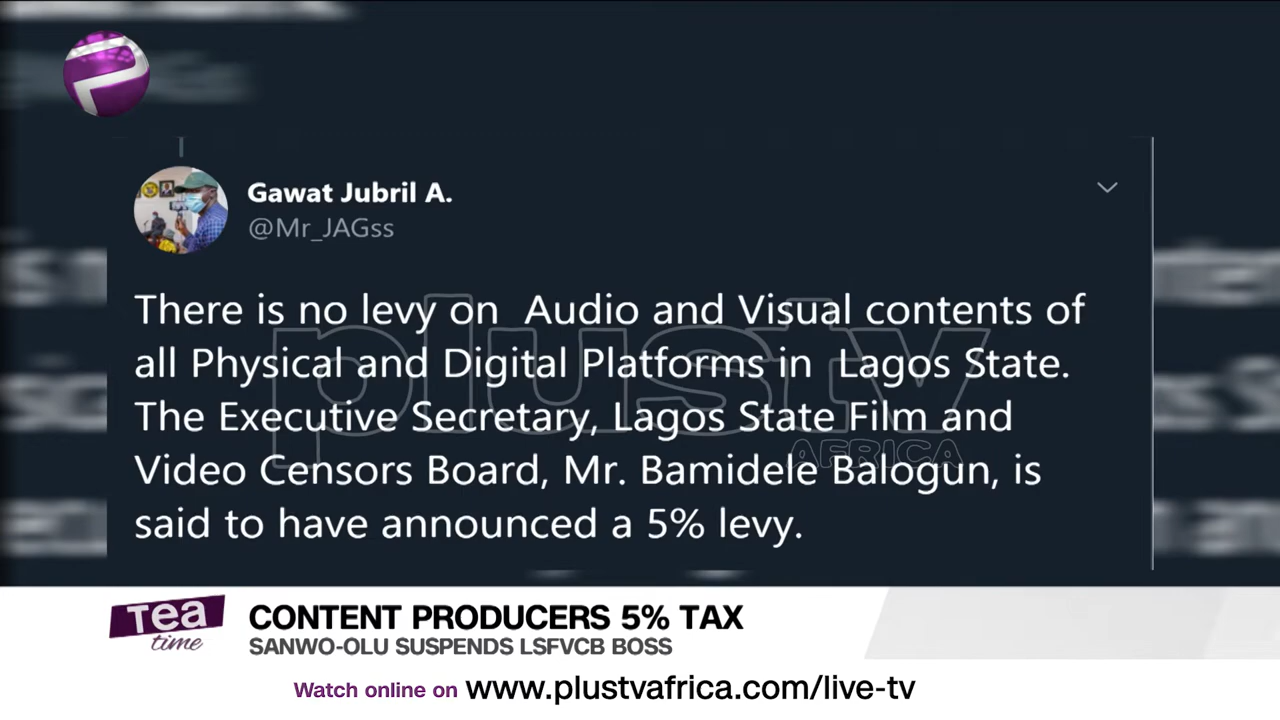 Gawat Jubril A.
@Mr_JAGss
There is no levy on Audio and Visual contents of
all Physical and Digital Platforms in Lagos State.
The Executive Secretary, Lagos State Film and
Video Censors Board, Mr. Bamidele Balogun, is
said to have announced a 5% levy.
plustv
AFRICA
Tea
time
CONTENT PRODUCERS 5% TAX
SANWO-OLU SUSPENDS LSFVCB BOSS
Watch online on www.plustvafrica.com/live-tv